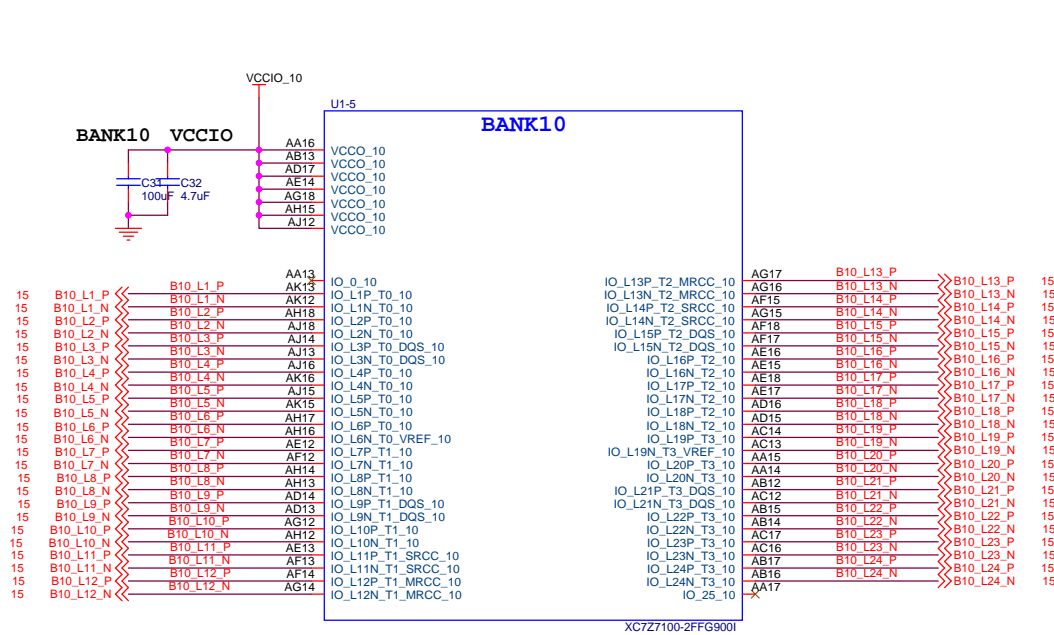 VCCIO_10
U1-5
BANK10
BANK10 VCCIO
AA16 VCCO_10
AB13 VCCO_10
AD17 VCCO_10
AE14 VCCO_10
AG18 VCCO_10
AH15 VCCO_10
AJ12 VCCO_10
C31 100uF
C32 4.7uF
AA13 IO_0_10
15 B10_L1_P B10_L1_P AK13 IO_L1P_T0_10
15 B10_L1_N B10_L1_N AK12 IO_L1N_T0_10
15 B10_L2_P B10_L2_P AH18 IO_L2P_T0_10
15 B10_L2_N B10_L2_N AJ18 IO_L2N_T0_10
15 B10_L3_P B10_L3_P AJ14 IO_L3P_T0_DQS_10
15 B10_L3_N B10_L3_N AJ13 IO_L3N_T0_DQS_10
15 B10_L4_P B10_L4_P AJ16 IO_L4P_T0_10
15 B10_L4_N B10_L4_N AK16 IO_L4N_T0_10
15 B10_L5_P B10_L5_P AJ15 IO_L5P_T0_10
15 B10_L5_N B10_L5_N AK15 IO_L5N_T0_10
15 B10_L6_P B10_L6_P AH17 IO_L6P_T0_10
15 B10_L6_N B10_L6_N AH16 IO_L6N_T0_VREF_10
15 B10_L7_P B10_L7_P AE12 IO_L7P_T1_10
15 B10_L7_N B10_L7_N AF12 IO_L7N_T1_10
15 B10_L8_P B10_L8_P AH14 IO_L8P_T1_10
15 B10_L8_N B10_L8_N AH13 IO_L8N_T1_10
15 B10_L9_P B10_L9_P AD14 IO_L9P_T1_DQS_10
15 B10_L9_N B10_L9_N AD13 IO_L9N_T1_DQS_10
15 B10_L10_P B10_L10_P AG12 IO_L10P_T1_10
15 B10_L10_N B10_L10_N AH12 IO_L10N_T1_10
15 B10_L11_P B10_L11_P AE13 IO_L11P_T1_SRCC_10
15 B10_L11_N B10_L11_N AF13 IO_L11N_T1_SRCC_10
15 B10_L12_P B10_L12_P AF14 IO_L12P_T1_MRCC_10
15 B10_L12_N B10_L12_N AG14 IO_L12N_T1_MRCC_10
IO_L13P_T2_MRCC_10 AG17 B10_L13_P B10_L13_P 15
IO_L13N_T2_MRCC_10 AG16 B10_L13_N B10_L13_N 15
IO_L14P_T2_SRCC_10 AF15 B10_L14_P B10_L14_P 15
IO_L14N_T2_SRCC_10 AG15 B10_L14_N B10_L14_N 15
IO_L15P_T2_DQS_10 AF18 B10_L15_P B10_L15_P 15
IO_L15N_T2_DQS_10 AF17 B10_L15_N B10_L15_N 15
IO_L16P_T2_10 AE16 B10_L16_P B10_L16_P 15
IO_L16N_T2_10 AE15 B10_L16_N B10_L16_N 15
IO_L17P_T2_10 AE18 B10_L17_P B10_L17_P 15
IO_L17N_T2_10 AE17 B10_L17_N B10_L17_N 15
IO_L18P_T2_10 AD16 B10_L18_P B10_L18_P 15
IO_L18N_T2_10 AD15 B10_L18_N B10_L18_N 15
IO_L19P_T3_10 AC14 B10_L19_P B10_L19_P 15
IO_L19N_T3_VREF_10 AC13 B10_L19_N B10_L19_N 15
IO_L20P_T3_10 AA15 B10_L20_P B10_L20_P 15
IO_L20N_T3_10 AA14 B10_L20_N B10_L20_N 15
IO_L21P_T3_DQS_10 AB12 B10_L21_P B10_L21_P 15
IO_L21N_T3_DQS_10 AC12 B10_L21_N B10_L21_N 15
IO_L22P_T3_10 AB15 B10_L22_P B10_L22_P 15
IO_L22N_T3_10 AB14 B10_L22_N B10_L22_N 15
IO_L23P_T3_10 AC17 B10_L23_P B10_L23_P 15
IO_L23N_T3_10 AC16 B10_L23_N B10_L23_N 15
IO_L24P_T3_10 AB17 B10_L24_P B10_L24_P 15
IO_L24N_T3_10 AB16 B10_L24_N B10_L24_N 15
IO_25_10 AA17
XC7Z7100-2FFG900I